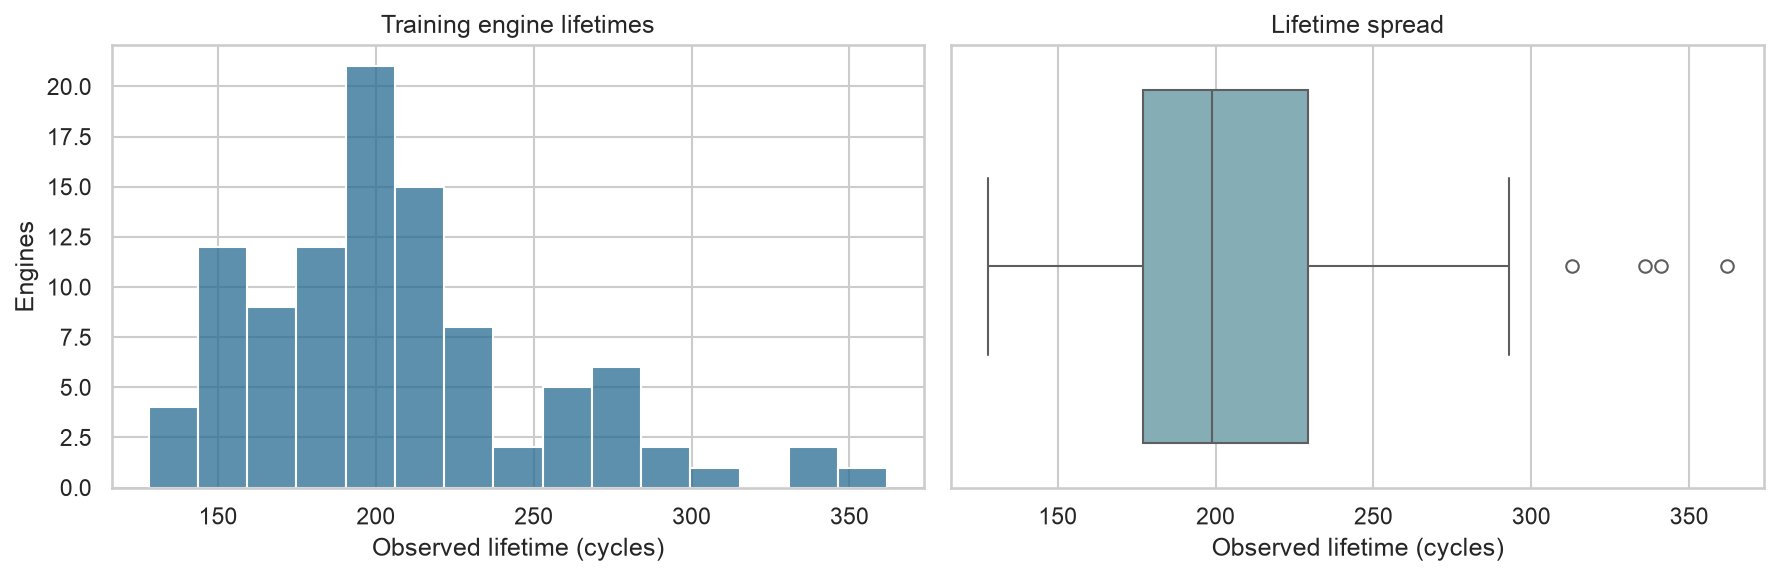 Training engine lifetimes
Engines
20.0
17.5
15.0
12.5
10.0
7.5
5.0
2.5
0.0
150 200 250 300 350
Observed lifetime (cycles)
Lifetime spread
150 200 250 300 350
Observed lifetime (cycles)